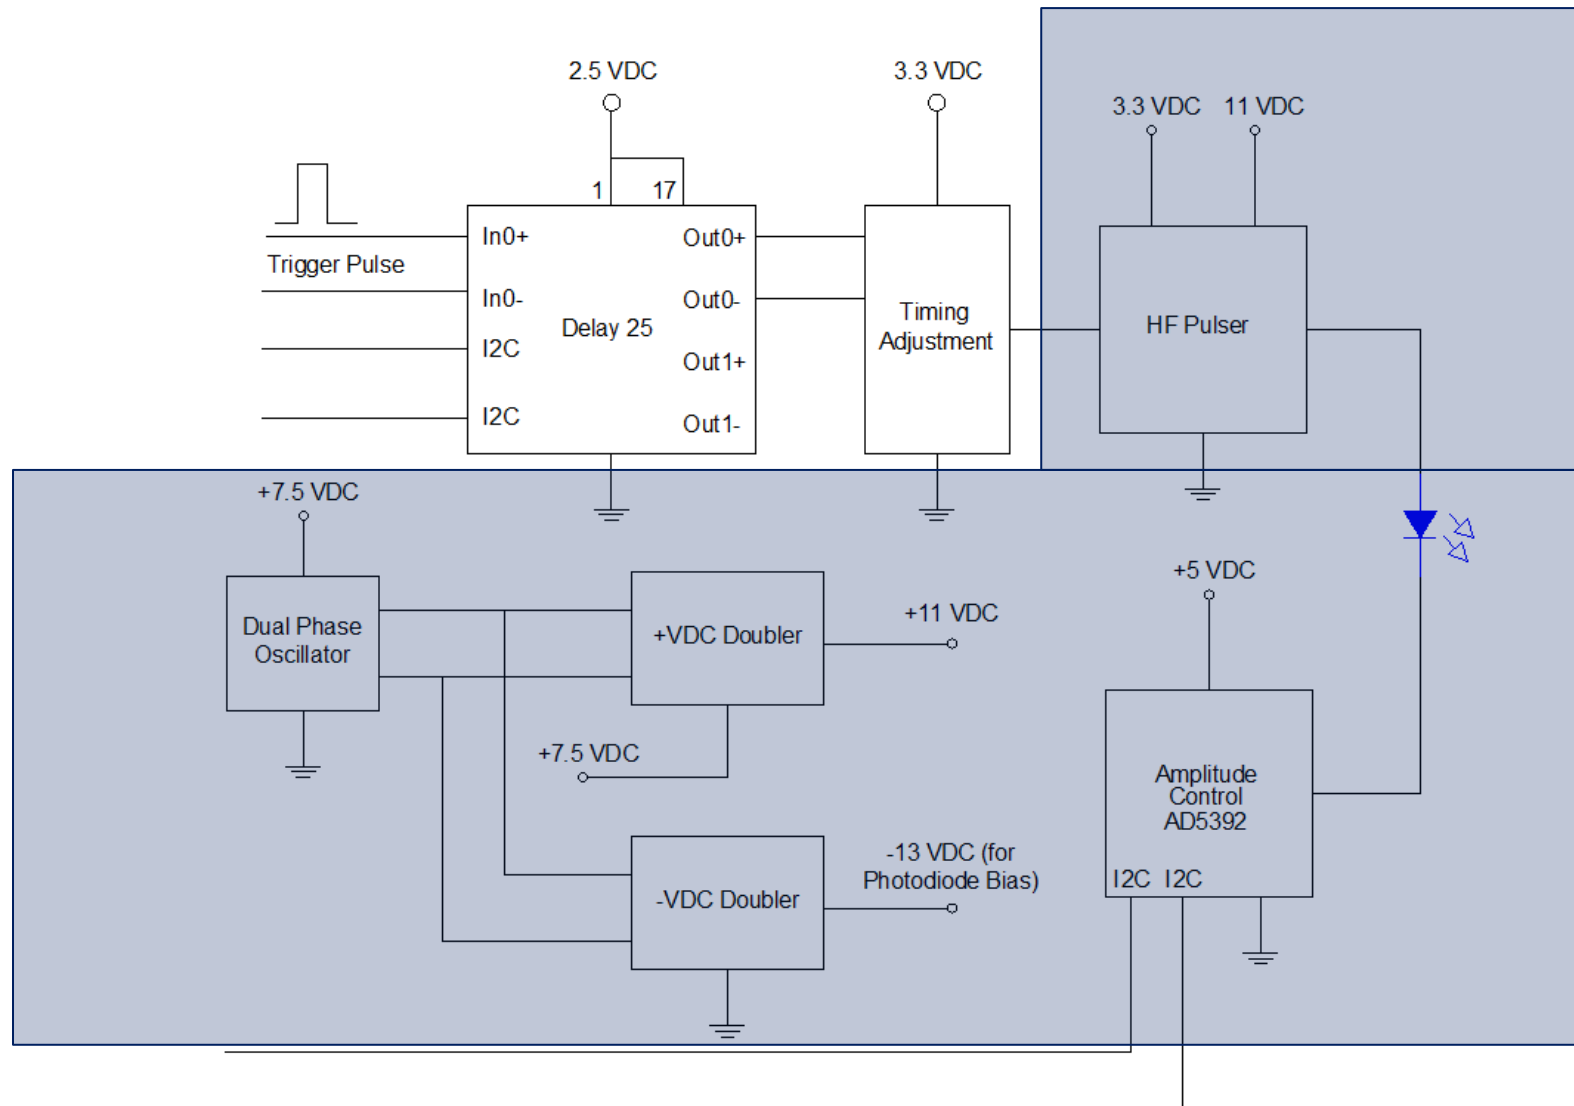 2.5 VDC
3.3 VDC
3.3 VDC
11 VDC
1
17
In0+
Out0+
Trigger Pulse
In0-
Out0-
Delay 25
I2C
Out1+
I2C
Out1-
Timing
Adjustment
HF Pulser
+7.5 VDC
Dual Phase
Oscillator
+VDC Doubler
+11 VDC
+7.5 VDC
-VDC Doubler
-13 VDC (for
Photodiode Bias)
+5 VDC
Amplitude
Control
AD5392
I2C
I2C